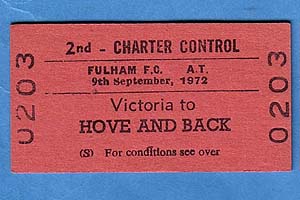 2nd - CHARTER CONTROL
FULHAM F.C. A.T.
9th September, 1972
Victoria to
HOVE AND BACK
(S) For conditions see over
0203
0203